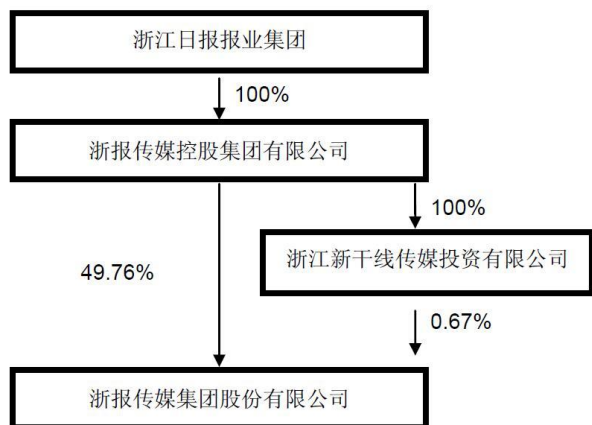 浙江日报报业集团
100%
浙报传媒控股集团有限公司
100%
浙江新干线传媒投资有限公司
49.76%
0.67%
浙报传媒集团股份有限公司